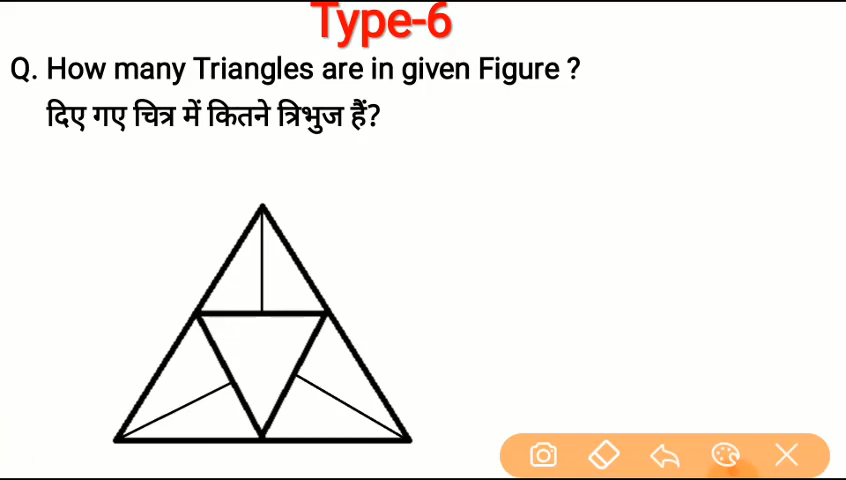 Type-6
Q. How many Triangles are in given Figure ?
दिए गए चित्र में कितने त्रिभुज हैं?